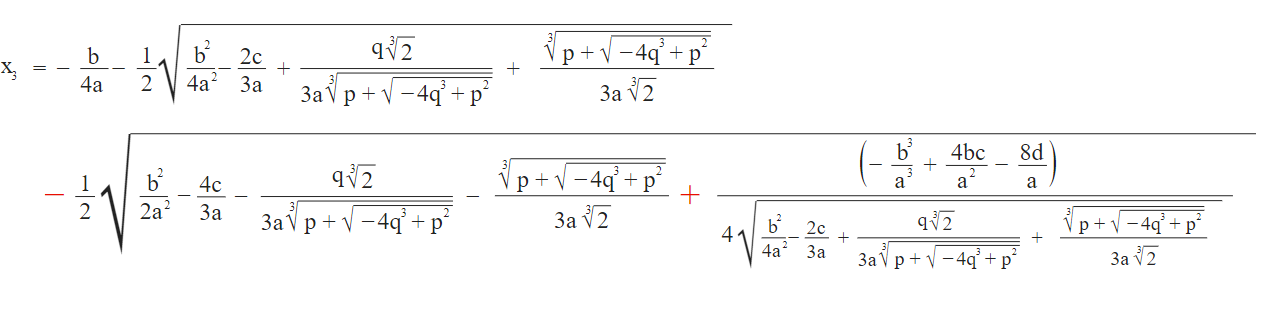 x₃ = − b/4a − 1/2 √(b²/4a² − 2c/3a + q∛2/(3a∛(p + √(−4q³ + p²))) + ∛(p + √(−4q³ + p²))/(3a∛2))
− 1/2 √(b²/2a² − 4c/3a − q∛2/(3a∛(p + √(−4q³ + p²))) − ∛(p + √(−4q³ + p²))/(3a∛2) + (−b³/a³ + 4bc/a² − 8d/a)/(4√(b²/4a² − 2c/3a + q∛2/(3a∛(p + √(−4q³ + p²))) + ∛(p + √(−4q³ + p²))/(3a∛2))))